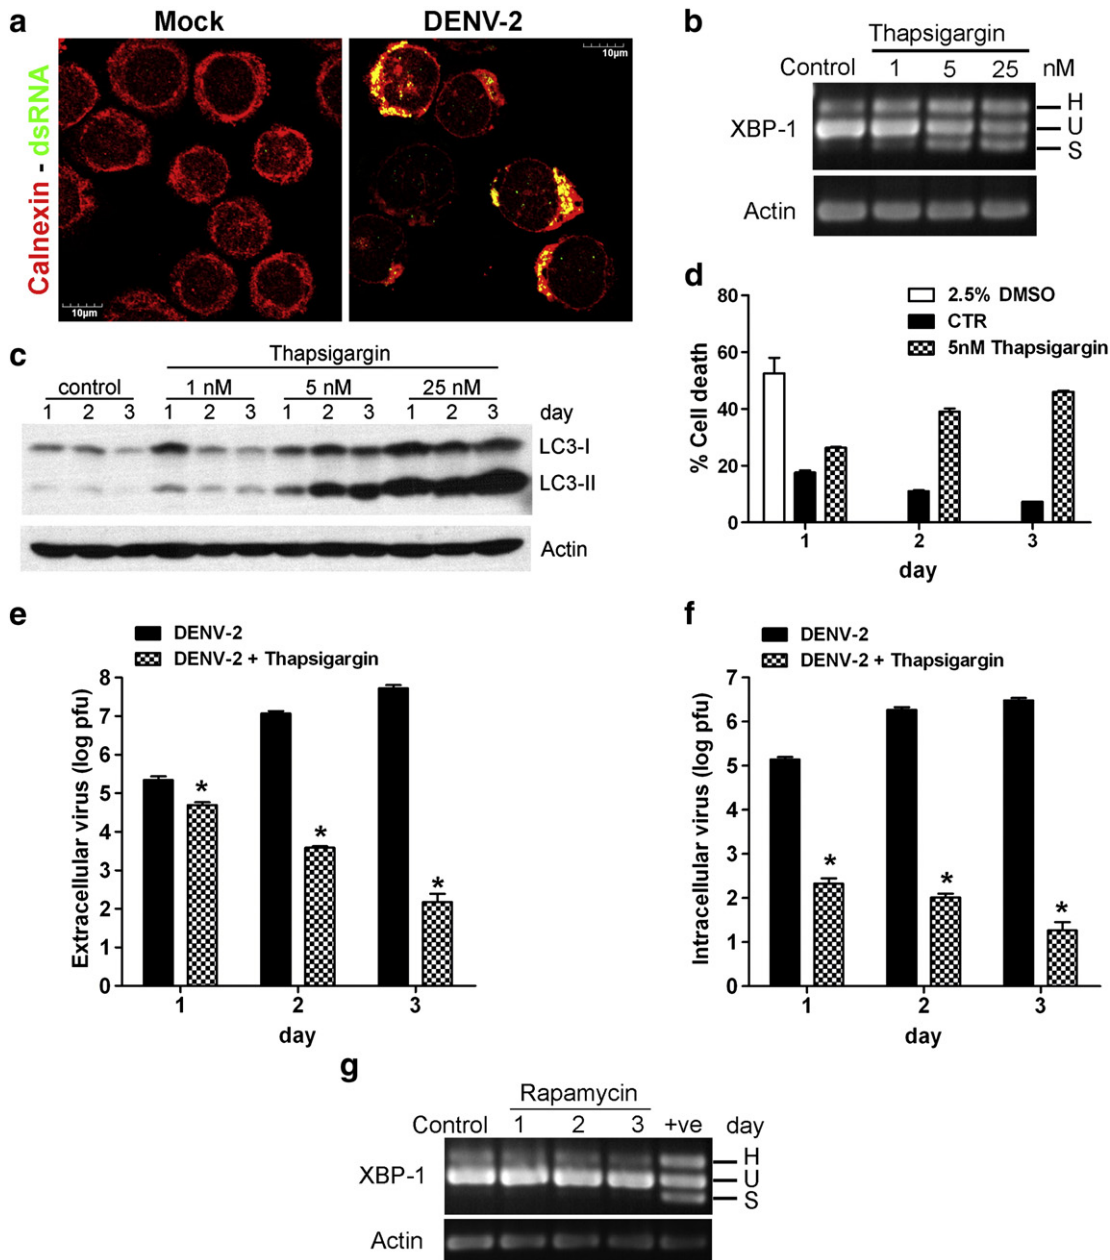 a
Mock
DENV-2
Calnexin - dsRNA
10µm
10µm
b
Thapsigargin
Control 1 5 25 nM
XBP-1
H
U
S
Actin
c
Thapsigargin
control 1 nM 5 nM 25 nM
1 2 3 1 2 3 1 2 3 1 2 3 day
LC3-I
LC3-II
Actin
d
2.5% DMSO
CTR
5nM Thapsigargin
% Cell death
80
60
40
20
0
1 2 3
day
e
DENV-2
DENV-2 + Thapsigargin
Extracellular virus (log pfu)
8
7
6
5
4
3
2
1
0
* * *
1 2 3
day
f
DENV-2
DENV-2 + Thapsigargin
Intracellular virus (log pfu)
7
6
5
4
3
2
1
0
* * *
1 2 3
day
g
Rapamycin
Control 1 2 3 +ve day
XBP-1
H
U
S
Actin